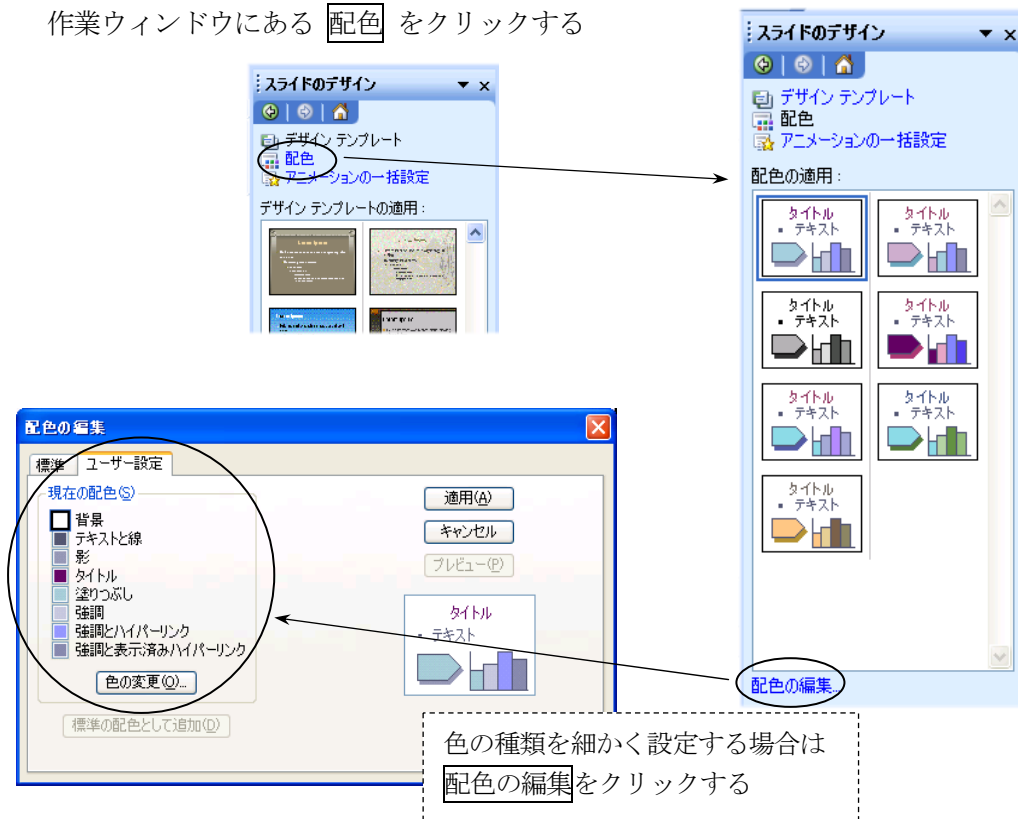 作業ウィンドウにある 配色 をクリックする
スライドのデザイン
デザイン テンプレート
配色
アニメーションの一括設定
デザイン テンプレートの適用：
スライドのデザイン
デザイン テンプレート
配色
アニメーションの一括設定
配色の適用：
タイトル
テキスト
タイトル
テキスト
タイトル
テキスト
タイトル
テキスト
タイトル
テキスト
タイトル
テキスト
タイトル
テキスト
配色の編集...
配色の編集
標準
ユーザー設定
現在の配色(S)
背景
テキストと線
影
タイトル
塗りつぶし
強調
強調とハイパーリンク
強調と表示済みハイパーリンク
色の変更(O)...
標準の配色として追加(D)
適用(A)
キャンセル
プレビュー(P)
タイトル
テキスト
色の種類を細かく設定する場合は
配色の編集をクリックする